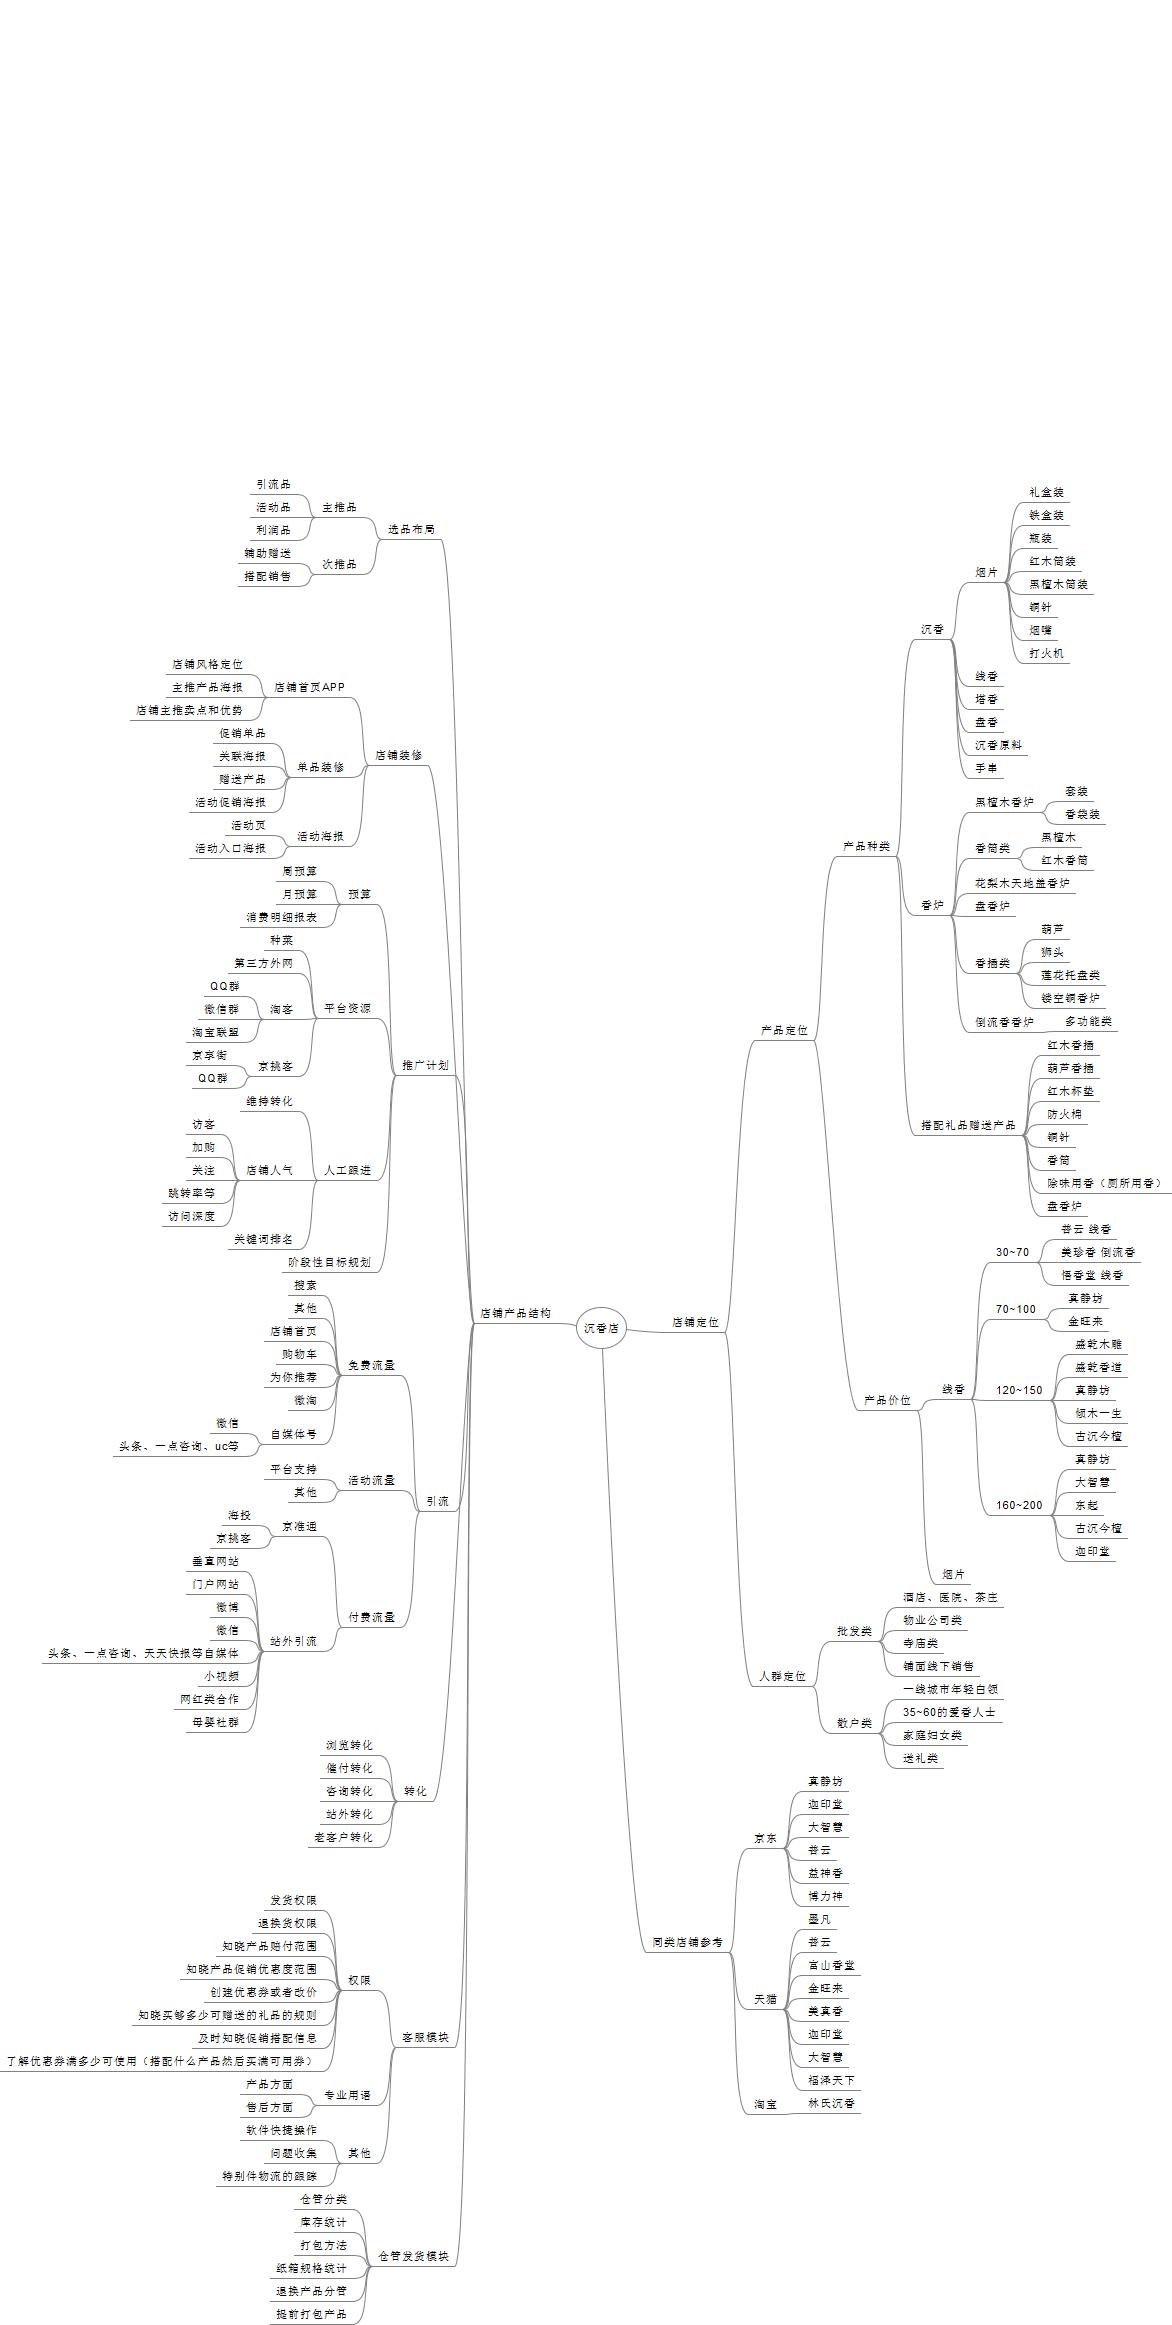 沉香店
店铺产品结构
选品布局
主推品
引流品
活动品
利润品
次推品
辅助赠送
搭配销售
店铺装修
店铺首页APP
店铺风格定位
主推产品海报
店铺主推卖点和优势
单品装修
促销单品
关联海报
赠送产品
活动促销海报
活动海报
活动页
活动入口海报
推广计划
预算
周预算
月预算
消费明细报表
平台资源
种菜
第三方外网
淘客
QQ群
微信群
淘宝联盟
京挑客
京享街
QQ群
人工跟进
维持转化
店铺人气
访客
加购
关注
跳转率等
访问深度
关键词排名
阶段性目标规划
引流
免费流量
搜索
其他
店铺首页
购物车
为你推荐
微淘
自媒体号
微信
头条、一点咨询、uc等
活动流量
平台支持
其他
付费流量
京准通
海投
京挑客
站外引流
垂直网站
门户网站
微博
微信
头条、一点咨询、天天快报等自媒体
小视频
网红类合作
母婴社群
转化
浏览转化
催付转化
咨询转化
站外转化
老客户转化
客服模块
权限
发货权限
退换货权限
知晓产品赔付范围
知晓产品促销优惠度范围
创建优惠券或者改价
知晓买够多少可赠送的礼品的规则
及时知晓促销搭配信息
了解优惠券满多少可使用（搭配什么产品然后买满可用券）
专业用语
产品方面
售后方面
其他
软件快捷操作
问题收集
特别件物流的跟踪
仓管发货模块
仓管分类
库存统计
打包方法
纸箱规格统计
退换产品分管
提前打包产品
店铺定位
产品定位
产品种类
沉香
烟片
礼盒装
铁盒装
瓶装
红木筒装
黑檀木筒装
铜针
烟嘴
打火机
线香
塔香
盘香
沉香原料
手串
香炉
黑檀木香炉
套装
香袋装
香筒类
黑檀木
红木香筒
花梨木天地盖香炉
盘香炉
香插类
葫芦
狮头
莲花托盘类
镂空铜香炉
倒流香香炉
多功能类
搭配礼品赠送产品
红木香插
葫芦香插
红木杯垫
防火棉
铜针
香筒
除味用香（厕所用香）
盘香炉
产品价位
线香
30~70
普云 线香
美珍香 倒流香
悟香堂 线香
70~100
真静坊
金旺来
120~150
盛乾木雕
盛乾香道
真静坊
倾木一生
古沉今檀
160~200
真静坊
大智慧
东起
古沉今檀
迦印堂
烟片
人群定位
批发类
酒店、医院、茶庄
物业公司类
寺庙类
铺面线下销售
散户类
一线城市年轻白领
35~60的爱香人士
家庭妇女类
送礼类
同类店铺参考
京东
真静坊
迦印堂
大智慧
普云
益神香
博力神
天猫
墨凡
普云
富山香堂
金旺来
美真香
迦印堂
大智慧
福泽天下
淘宝
林氏沉香